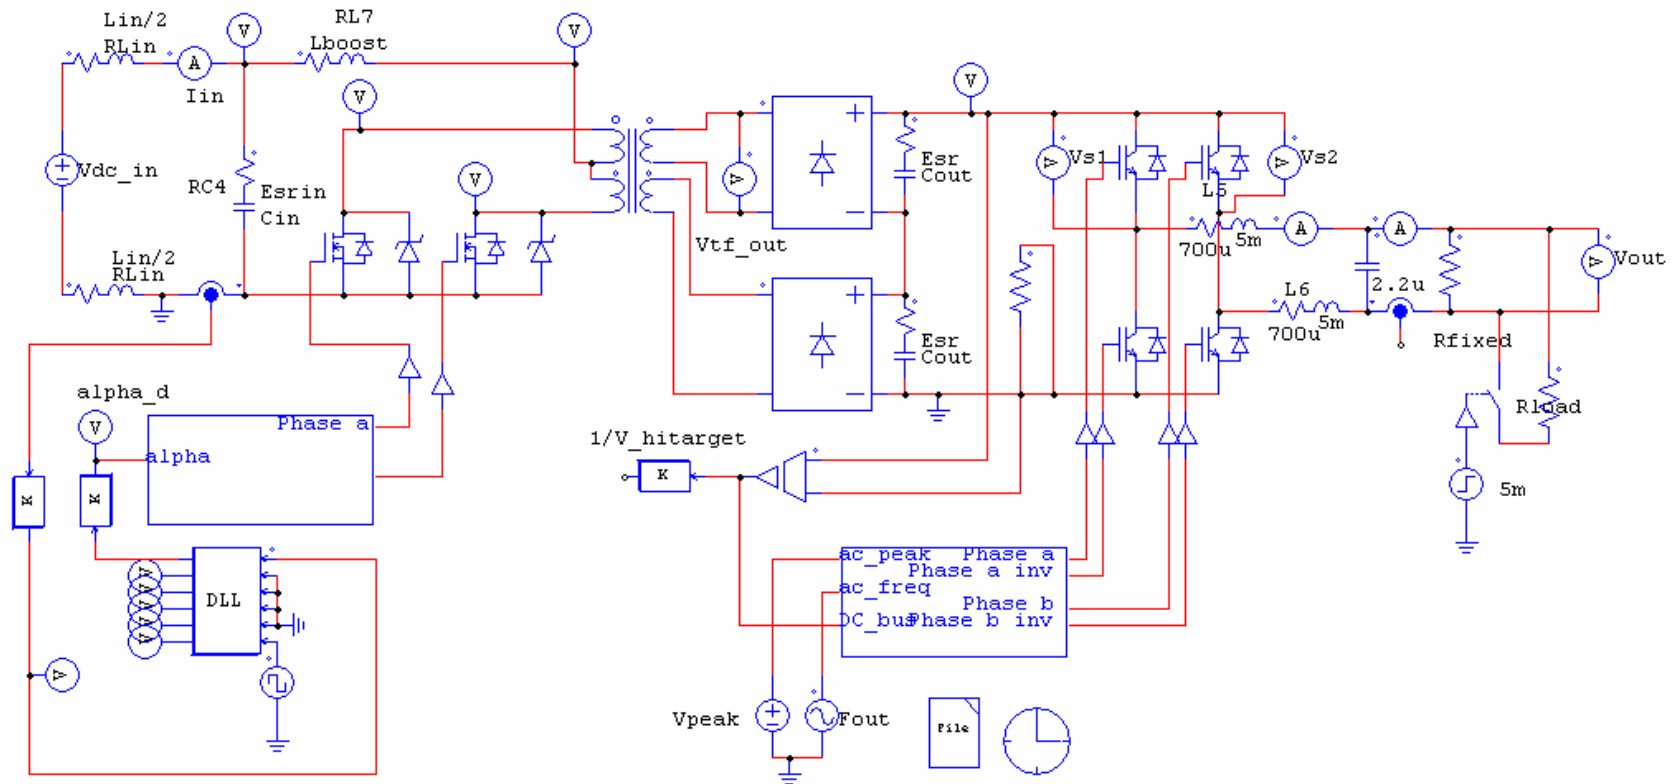 Lin/2
RLin
Iin
RL7
Lboost
V
V
V
V
V
A
Vdc_in
RC4
Esrin
Cin
Lin/2
RLin
V
Vtf_out
Esr
Cout
Esr
Cout
V
Vs1
V
Vs2
L5
700u
5m
A
A
L6
700u
5m
2.2u
V
Vout
Rfixed
Rload
5m
alpha_d
V
Phase a
alpha
K
K
DLL
V
V
V
V
V
V
1/V_hitarget
K
ac_peak
Phase a
Phase a inv
ac_freq
Phase b
DC_bus
Phase b inv
Vpeak
Fout
File